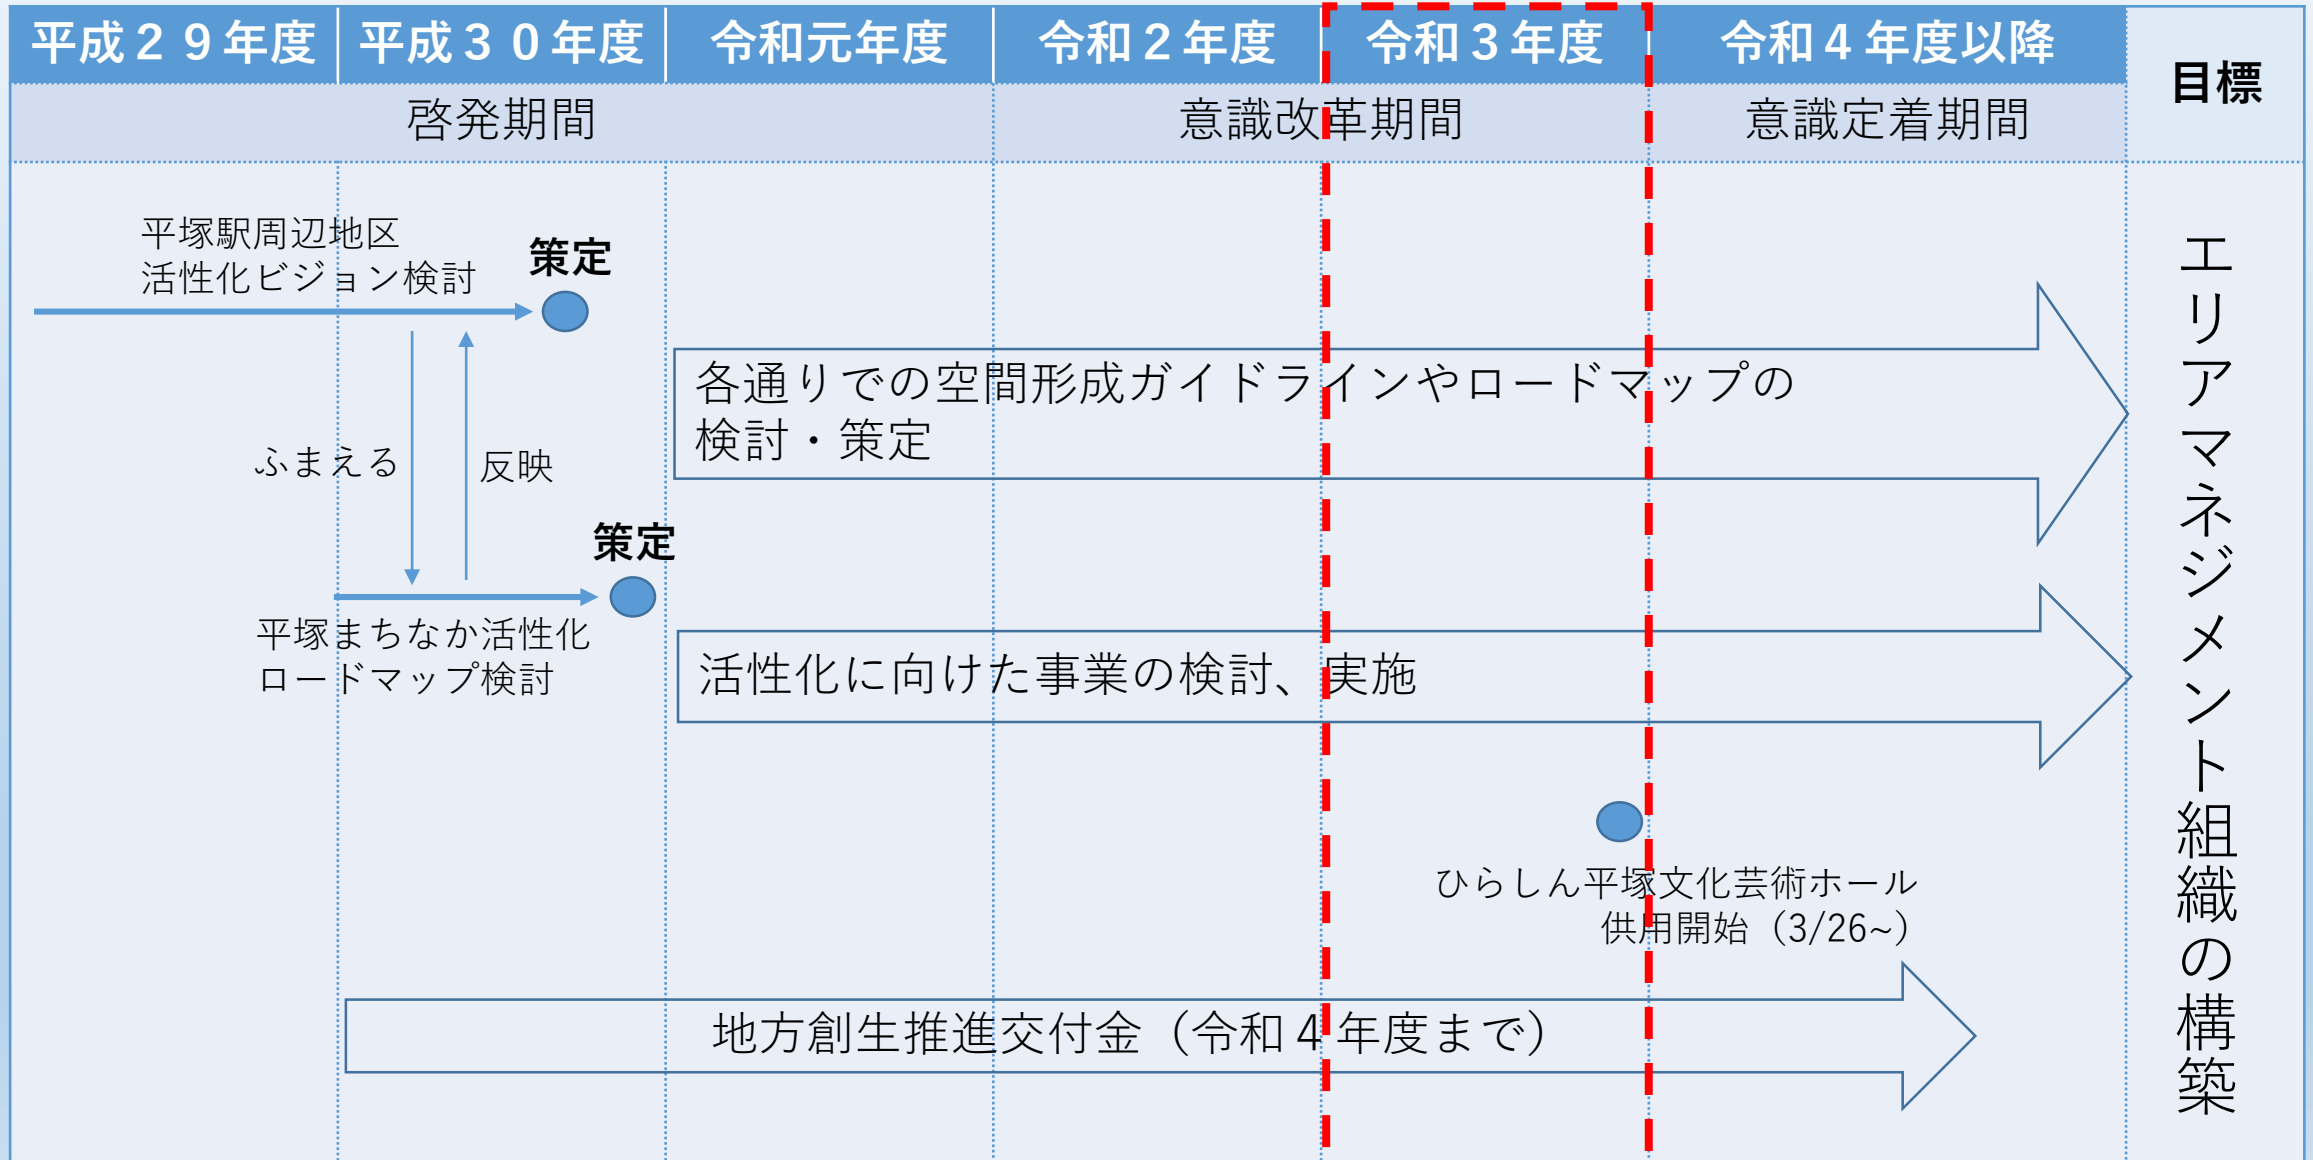 平成２９年度
平成３０年度
令和元年度
令和２年度
令和３年度
令和４年度以降
目標
啓発期間
意識改革期間
意識定着期間
平塚駅周辺地区
活性化ビジョン検討
策定
各通りでの空間形成ガイドラインやロードマップの
検討・策定
ふまえる
反映
策定
平塚まちなか活性化
ロードマップ検討
活性化に向けた事業の検討、実施
ひらしん平塚文化芸術ホール
供用開始（3/26~）
地方創生推進交付金（令和４年度まで）
エリアマネジメント組織の構築